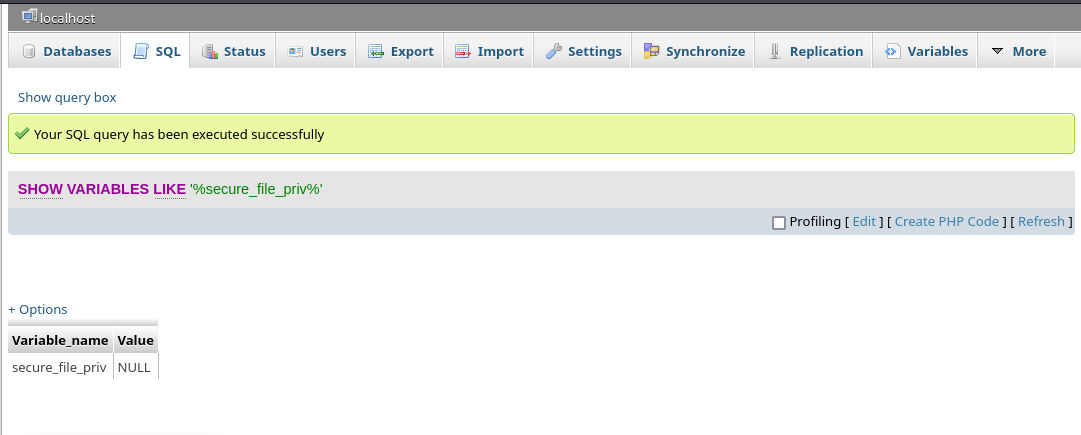 localhost
Databases SQL Status Users Export Import Settings Synchronize Replication Variables More
Show query box
Your SQL query has been executed successfully
SHOW VARIABLES LIKE '%secure_file_priv%'
Profiling [ Edit ] [ Create PHP Code ] [ Refresh ]
+ Options
Variable_name Value
secure_file_priv NULL